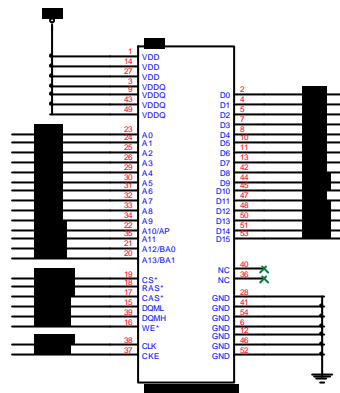 1 VDD
14 VDD
27 VDD
3 VDDQ
9 VDDQ
43 VDDQ
49 VDDQ
23 A0
24 A1
25 A2
26 A3
29 A4
30 A5
31 A6
32 A7
33 A8
34 A9
22 A10/AP
35 A11
21 A12/BA0
20 A13/BA1
19 CS*
18 RAS*
17 CAS*
15 DQML
39 DQMH
16 WE*
38 CLK
37 CKE
D0 2
D1 4
D2 5
D3 7
D4 8
D5 10
D6 11
D7 13
D8 42
D9 44
D10 45
D11 47
D12 48
D13 50
D14 51
D15 53
NC 40
NC 36
GND 28
GND 41
GND 54
GND 6
GND 12
GND 46
GND 52